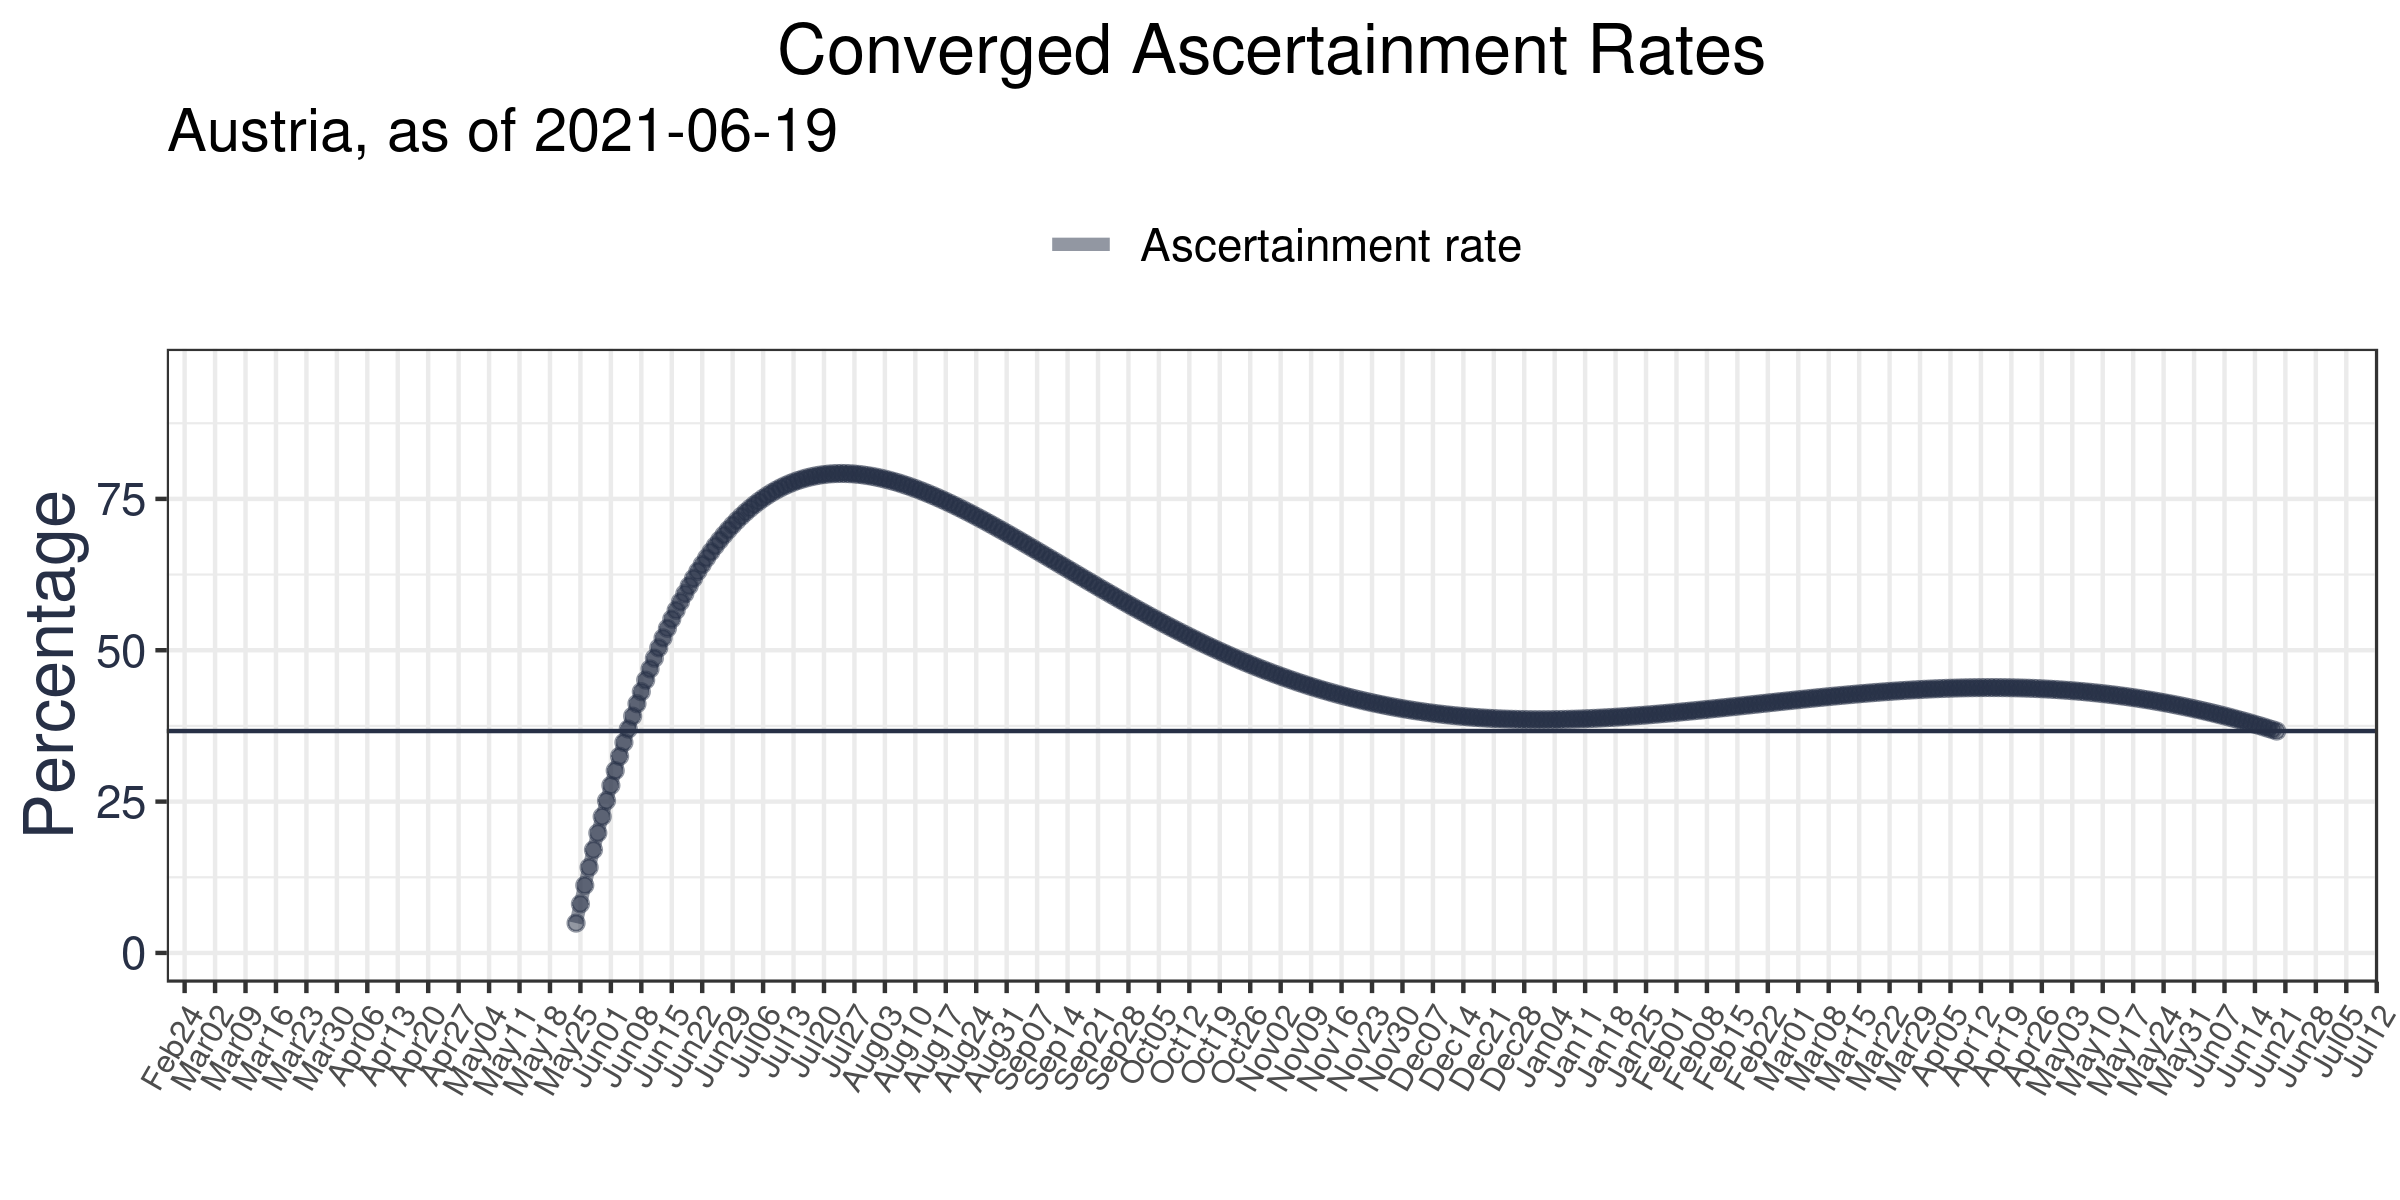 Converged Ascertainment Rates
Austria, as of 2021-06-19
Ascertainment rate
Percentage
75
50
25
0
Feb24
Mar02
Mar09
Mar16
Mar23
Mar30
Apr06
Apr13
Apr20
Apr27
May04
May11
May18
May25
Jun01
Jun08
Jun15
Jun22
Jun29
Jul06
Jul13
Jul20
Jul27
Aug03
Aug10
Aug17
Aug24
Aug31
Sep07
Sep14
Sep21
Sep28
Oct05
Oct12
Oct19
Oct26
Nov02
Nov09
Nov16
Nov23
Nov30
Dec07
Dec14
Dec21
Dec28
Jan04
Jan11
Jan18
Jan25
Feb01
Feb08
Feb15
Feb22
Mar01
Mar08
Mar15
Mar22
Mar29
Apr05
Apr12
Apr19
Apr26
May03
May10
May17
May24
May31
Jun07
Jun14
Jun21
Jun28
Jul05
Jul12